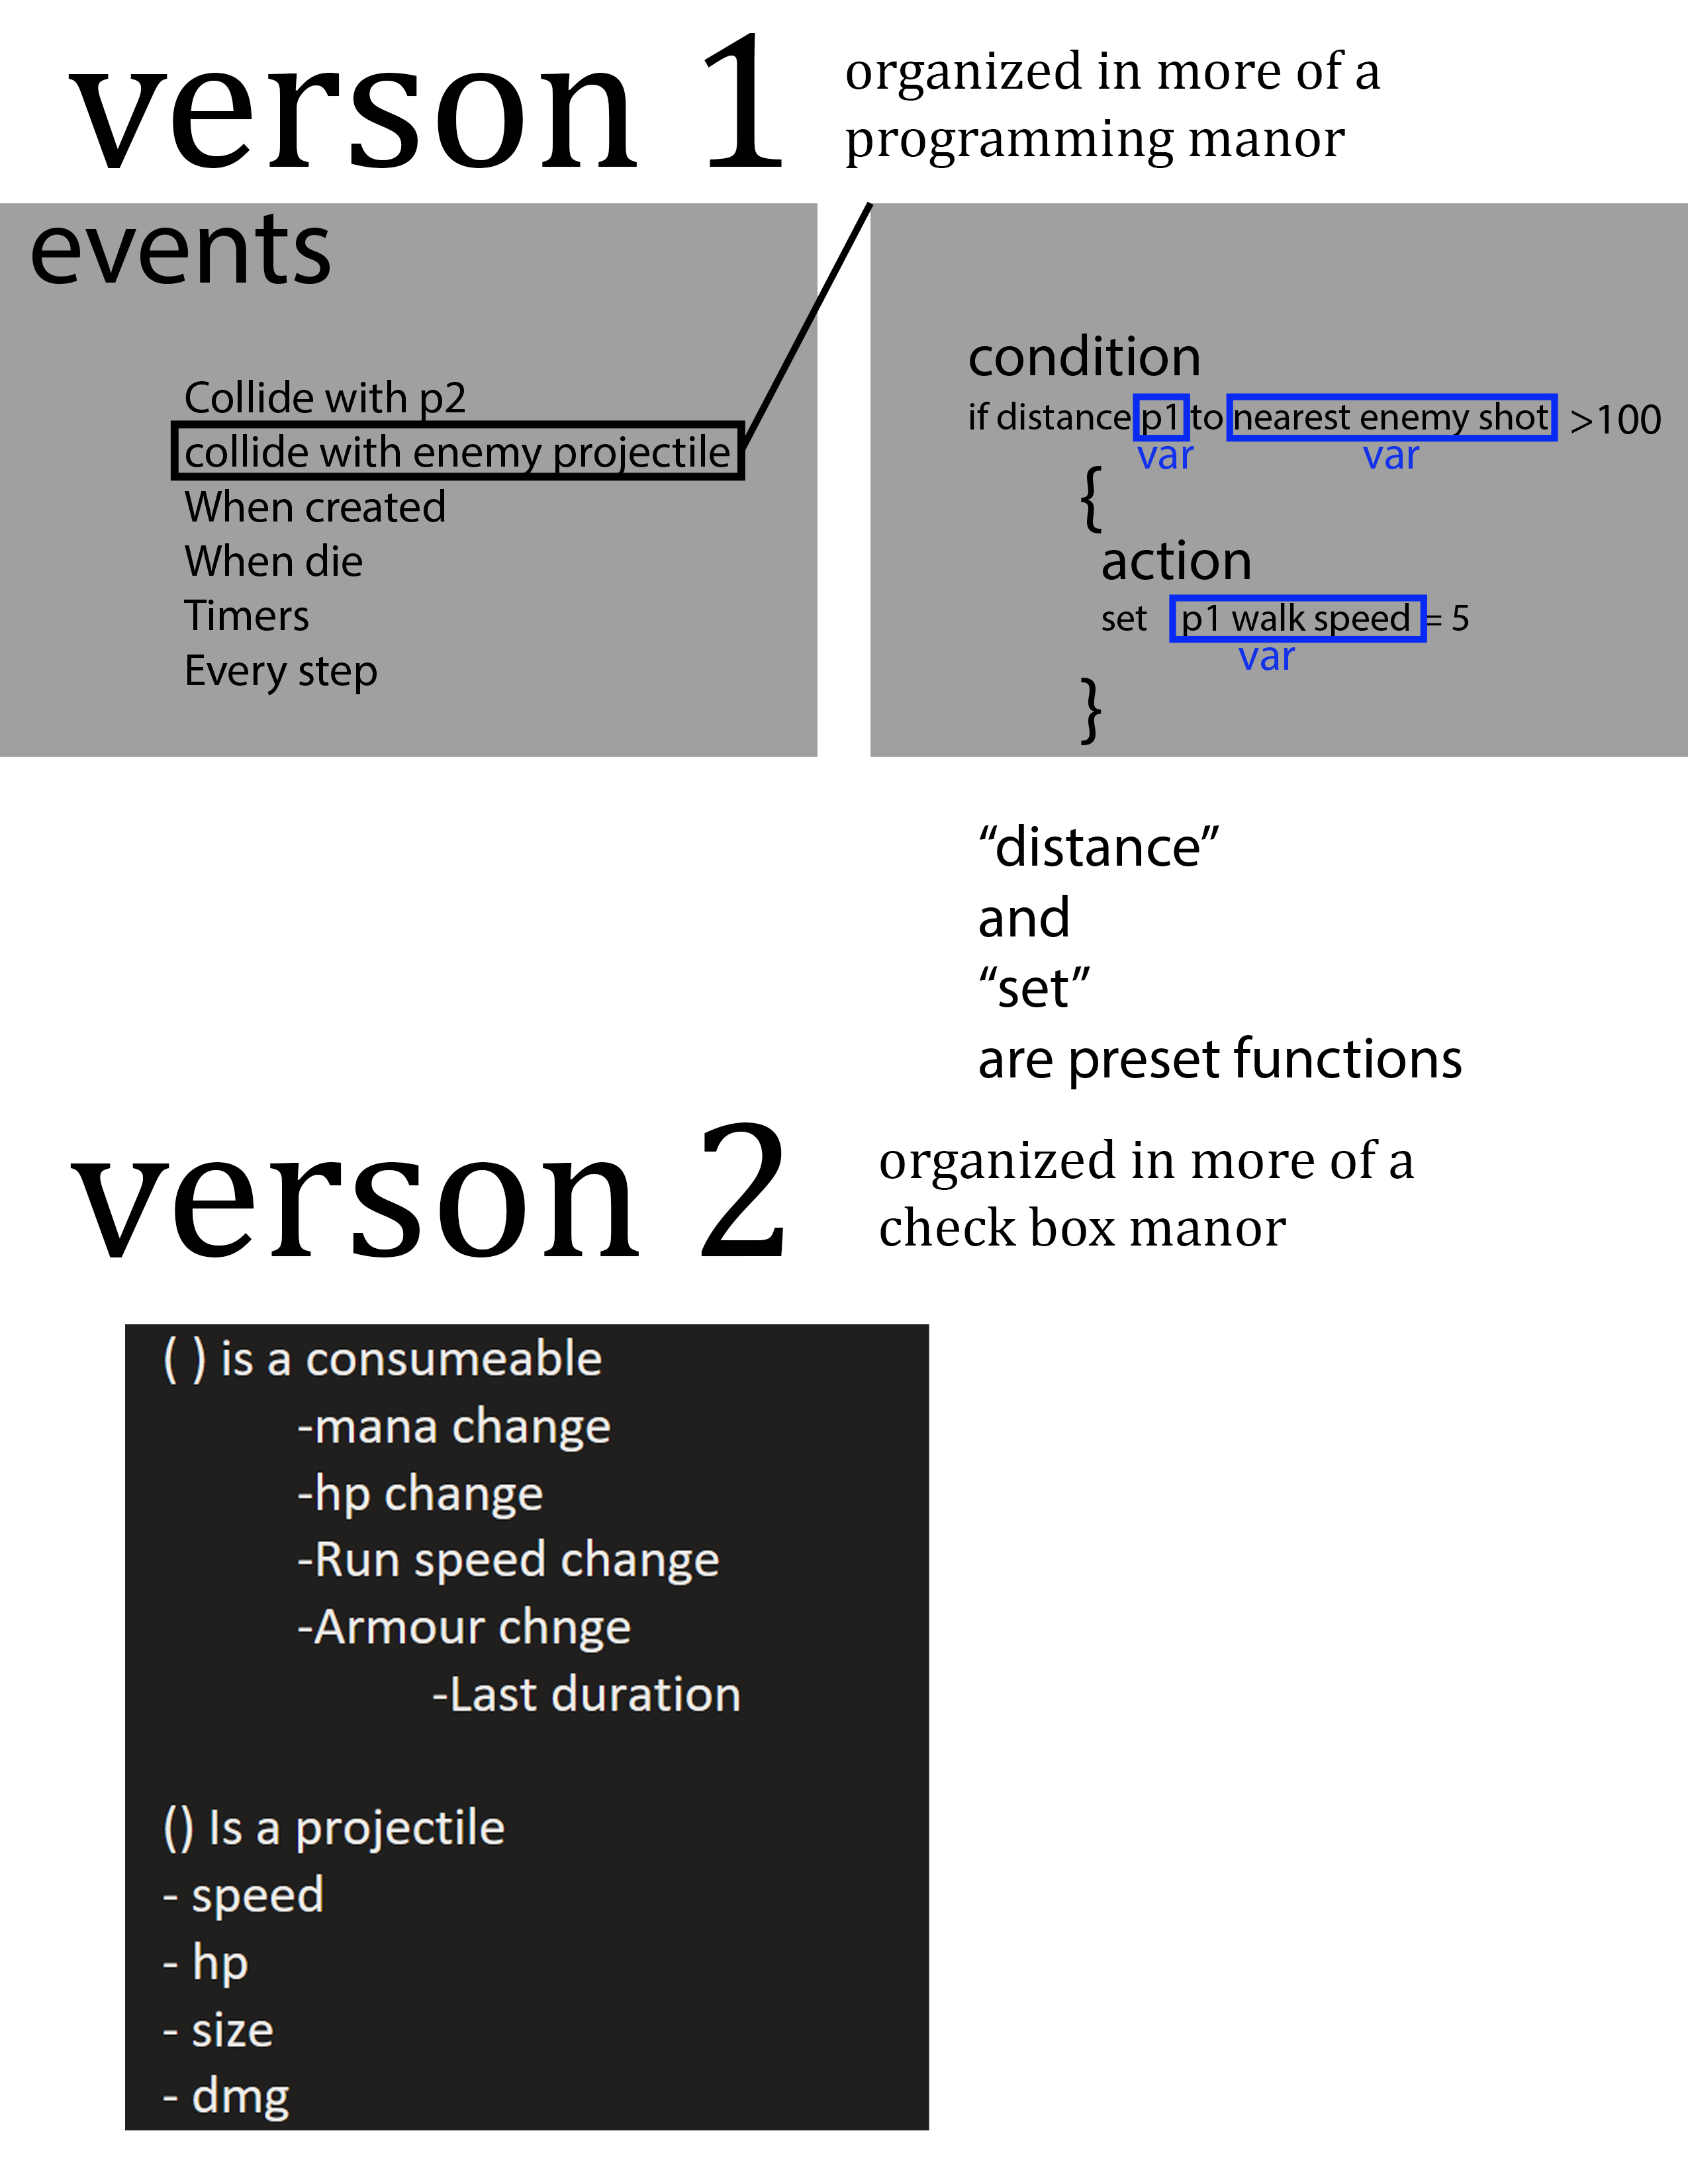 verson 1
organized in more of a
programming manor
events
Collide with p2
collide with enemy projectile
When created
When die
Timers
Every step
condition
if distance p1 to nearest enemy shot >100
var var
{
action
set p1 walk speed = 5
var
}
“distance”
and
“set”
are preset functions
verson 2
organized in more of a
check box manor
( ) is a consumeable
-mana change
-hp change
-Run speed change
-Armour chnge
-Last duration
() Is a projectile
- speed
- hp
- size
- dmg